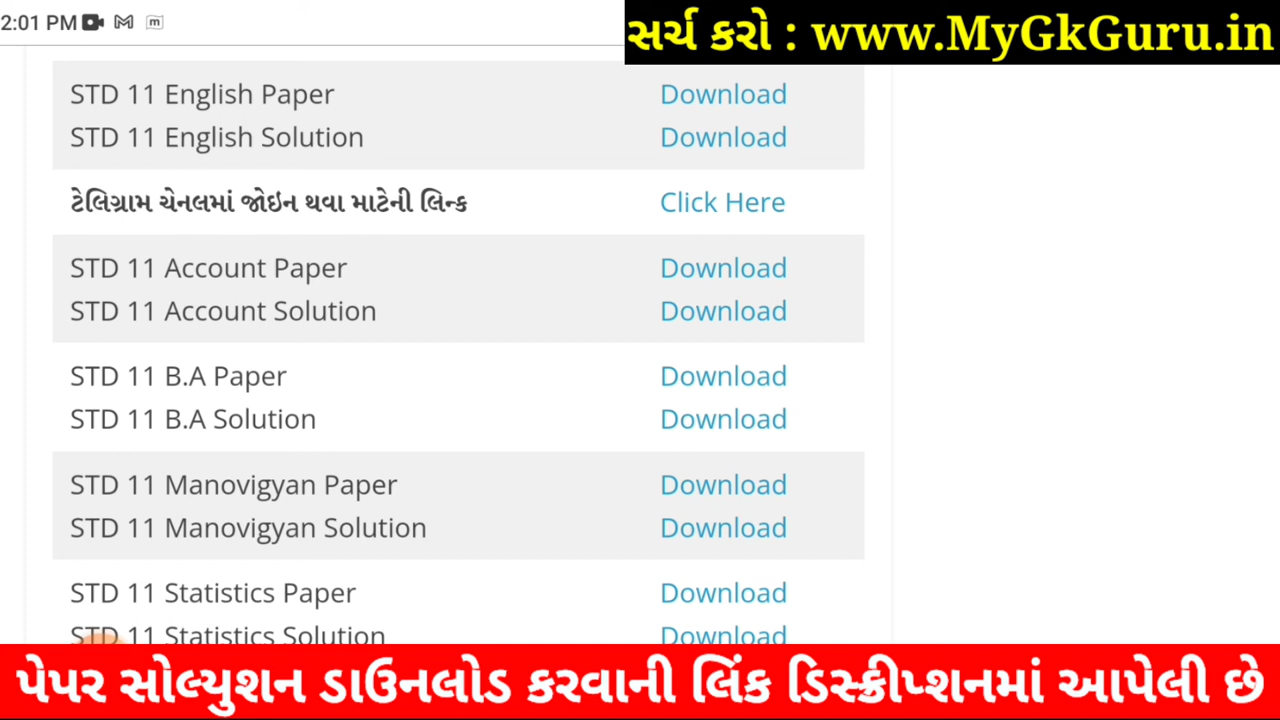 2:01 PM
સર્ચ કરો : www.MyGkGuru.in
STD 11 English Paper Download
STD 11 English Solution Download
ટેલિગ્રામ ચેનલમાં જોઇન થવા માટેની લિન્ક Click Here
STD 11 Account Paper Download
STD 11 Account Solution Download
STD 11 B.A Paper Download
STD 11 B.A Solution Download
STD 11 Manovigyan Paper Download
STD 11 Manovigyan Solution Download
STD 11 Statistics Paper Download
STD 11 Statistics Solution Download
પેપર સોલ્યુશન ડાઉનલોડ કરવાની લિંક ડિસ્ક્રીપ્શનમાં આપેલી છે